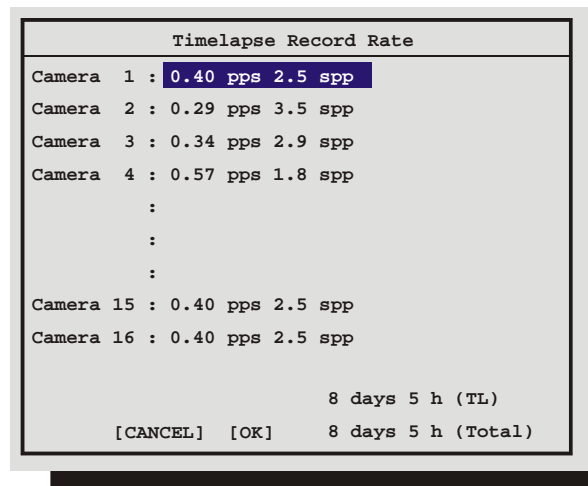 Timelapse Record Rate
Camera 1 : 0.40 pps 2.5 spp
Camera 2 : 0.29 pps 3.5 spp
Camera 3 : 0.34 pps 2.9 spp
Camera 4 : 0.57 pps 1.8 spp
:
:
:
Camera 15 : 0.40 pps 2.5 spp
Camera 16 : 0.40 pps 2.5 spp
8 days 5 h (TL)
[CANCEL] [OK] 8 days 5 h (Total)